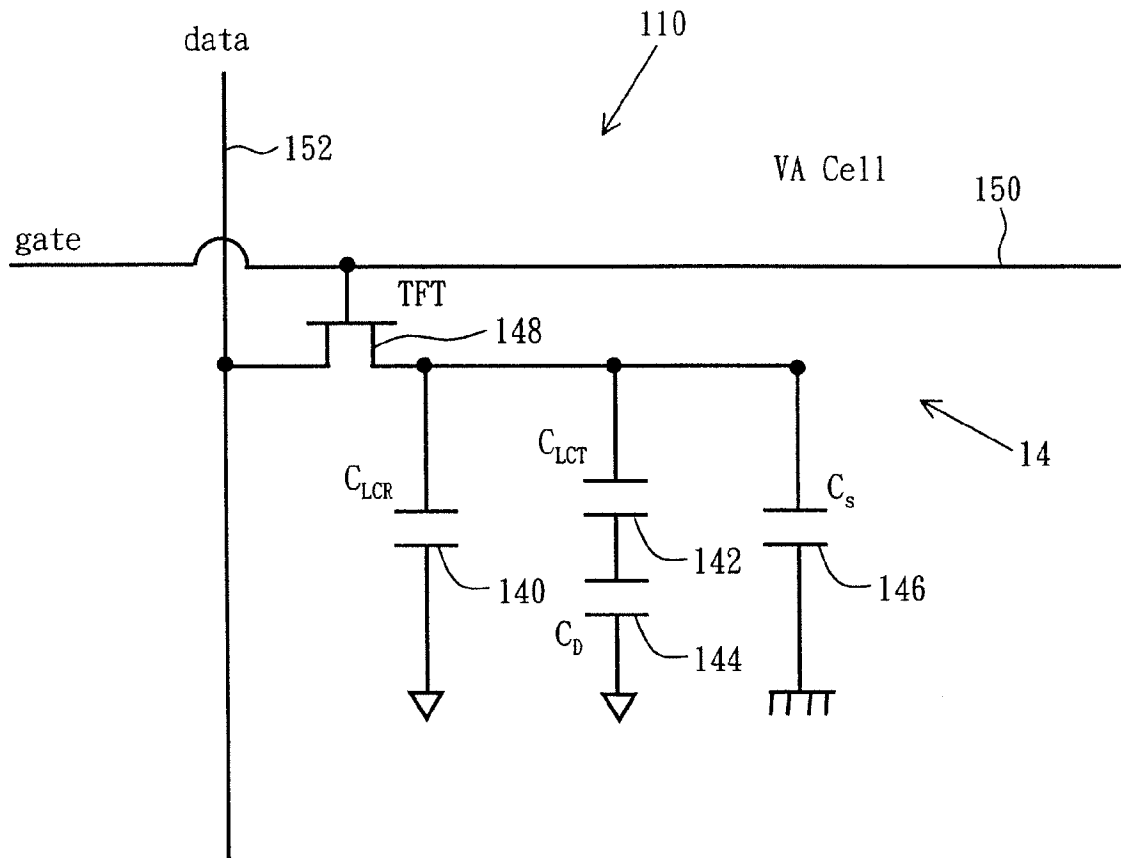 data
110
152
VA Cell
150
gate
TFT
148
14
C_LCR
C_LCT
C_s
140
142
146
C_D
144